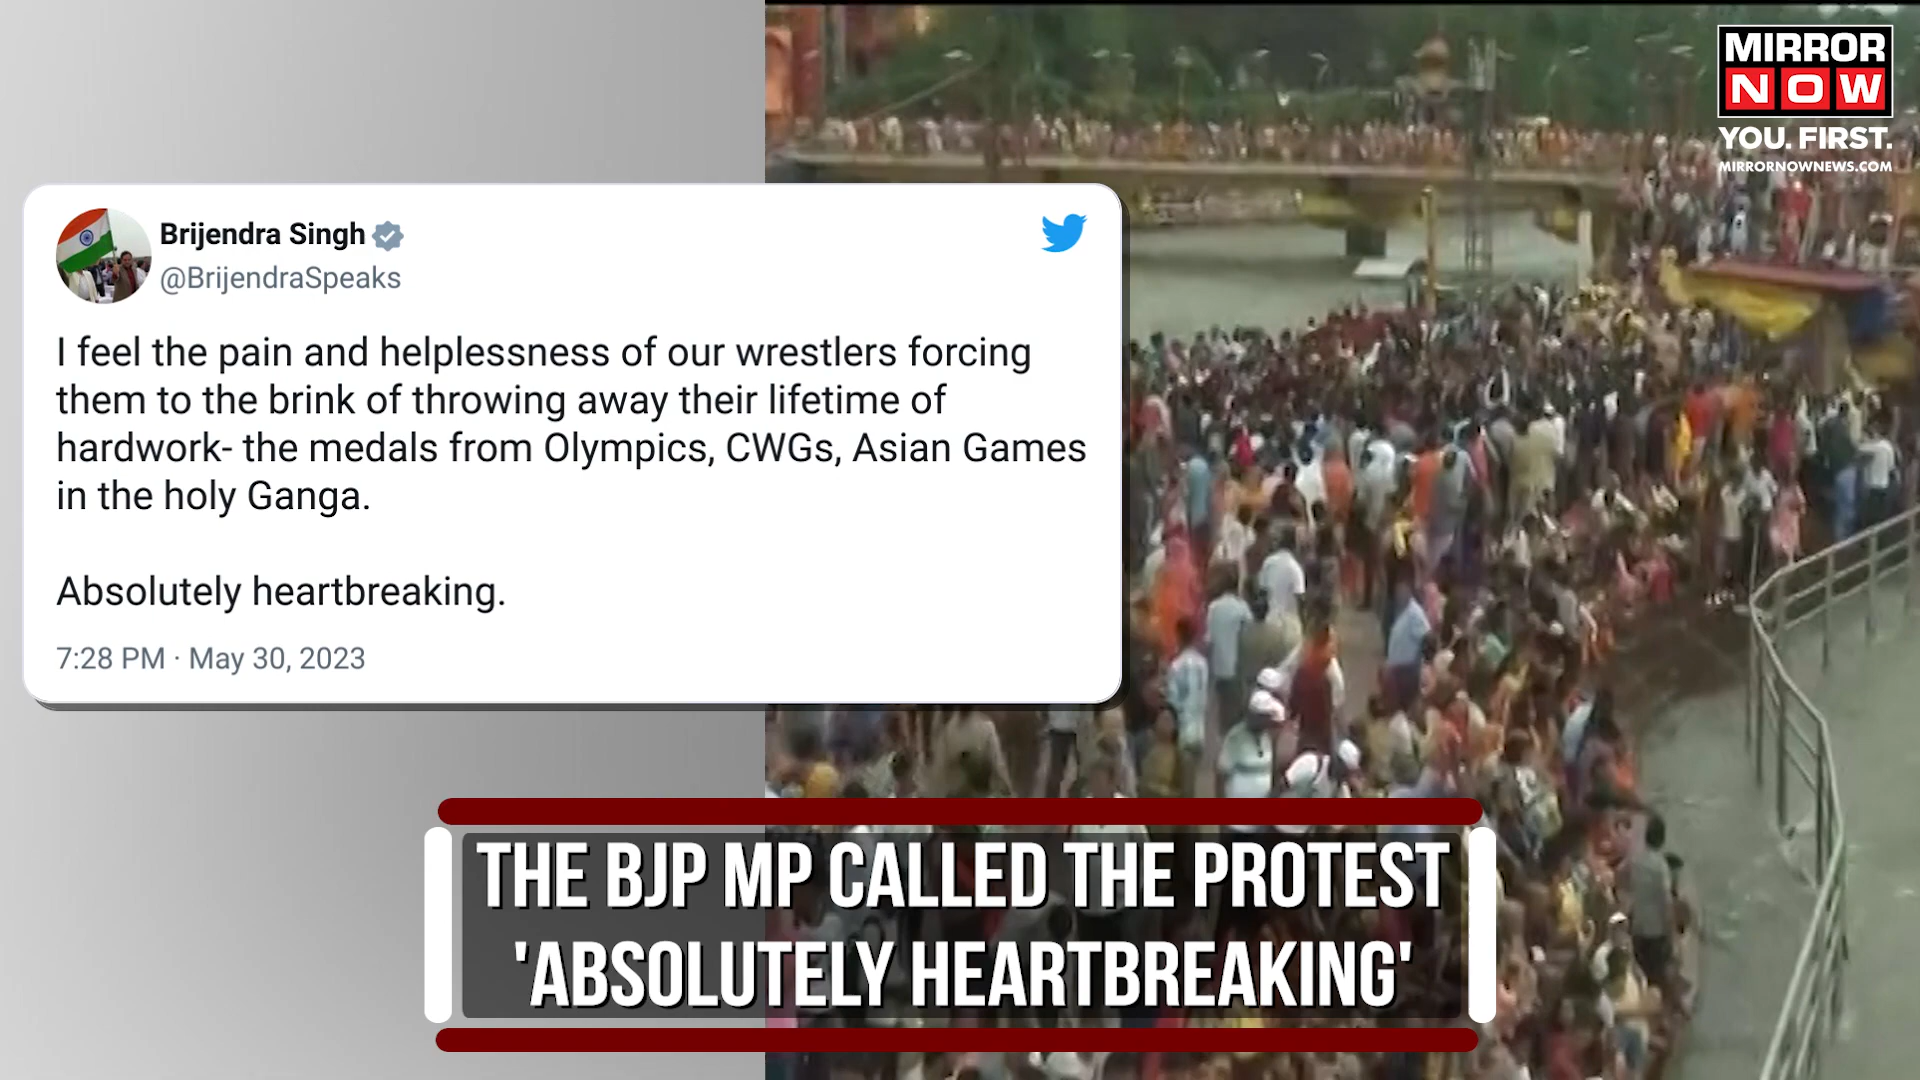 MIRROR
NOW
YOU. FIRST.
MIRRORNOWNEWS.COM
Brijendra Singh
@BrijendraSpeaks
I feel the pain and helplessness of our wrestlers forcing
them to the brink of throwing away their lifetime of
hardwork- the medals from Olympics, CWGs, Asian Games
in the holy Ganga.
Absolutely heartbreaking.
7:28 PM · May 30, 2023
THE BJP MP CALLED THE PROTEST
'ABSOLUTELY HEARTBREAKING'